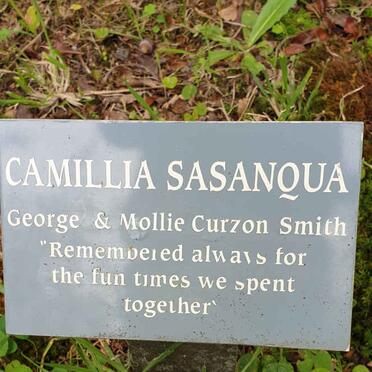 CAMILLIA SASANQUA
George & Mollie Curzon Smith
"Remembered always for
the fun times we spent
together"